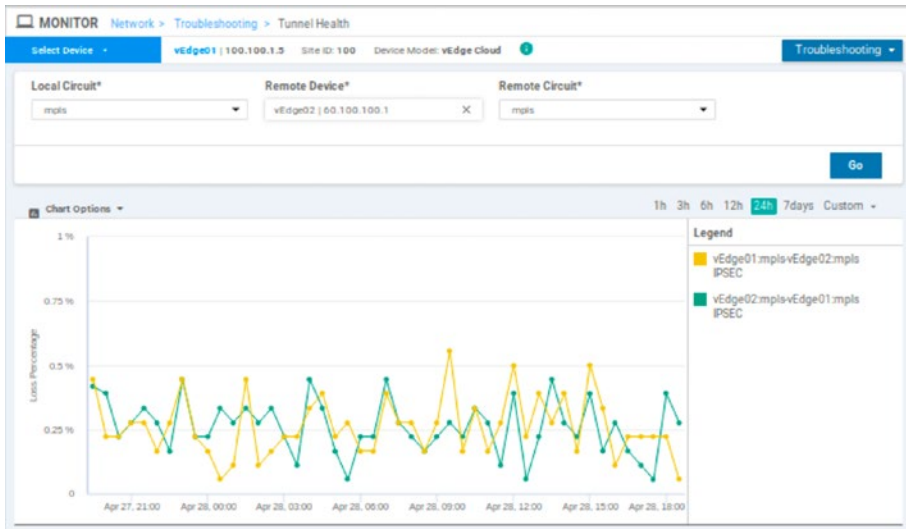 MONITOR Network > Troubleshooting > Tunnel Health
Select Device vEdge01 | 100.100.1.5 Site ID: 100 Device Model: vEdge Cloud i Troubleshooting
Local Circuit* Remote Device* Remote Circuit*
mpls vEdge02 | 60.100.100.1 X mpls
Go
Chart Options 1h 3h 6h 12h 24h 7days Custom
Legend
vEdge01:mpls-vEdge02:mpls
IPSEC
vEdge02:mpls-vEdge01:mpls
IPSEC
Loss Percentage
1 %
0.75 %
0.5 %
0.25 %
0
Apr 27, 21:00 Apr 28, 00:00 Apr 28, 03:00 Apr 28, 06:00 Apr 28, 09:00 Apr 28, 12:00 Apr 28, 15:00 Apr 28, 18:00